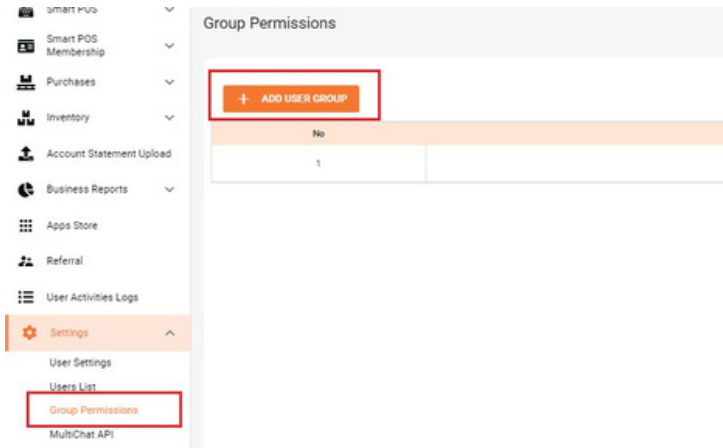 Smart POS
Smart POS
Membership
Purchases
Inventory
Account Statement Upload
Business Reports
Apps Store
Referral
User Activities Logs
Settings
User Settings
Users List
Group Permissions
MultiChat API
Group Permissions
+ ADD USER GROUP
No
1